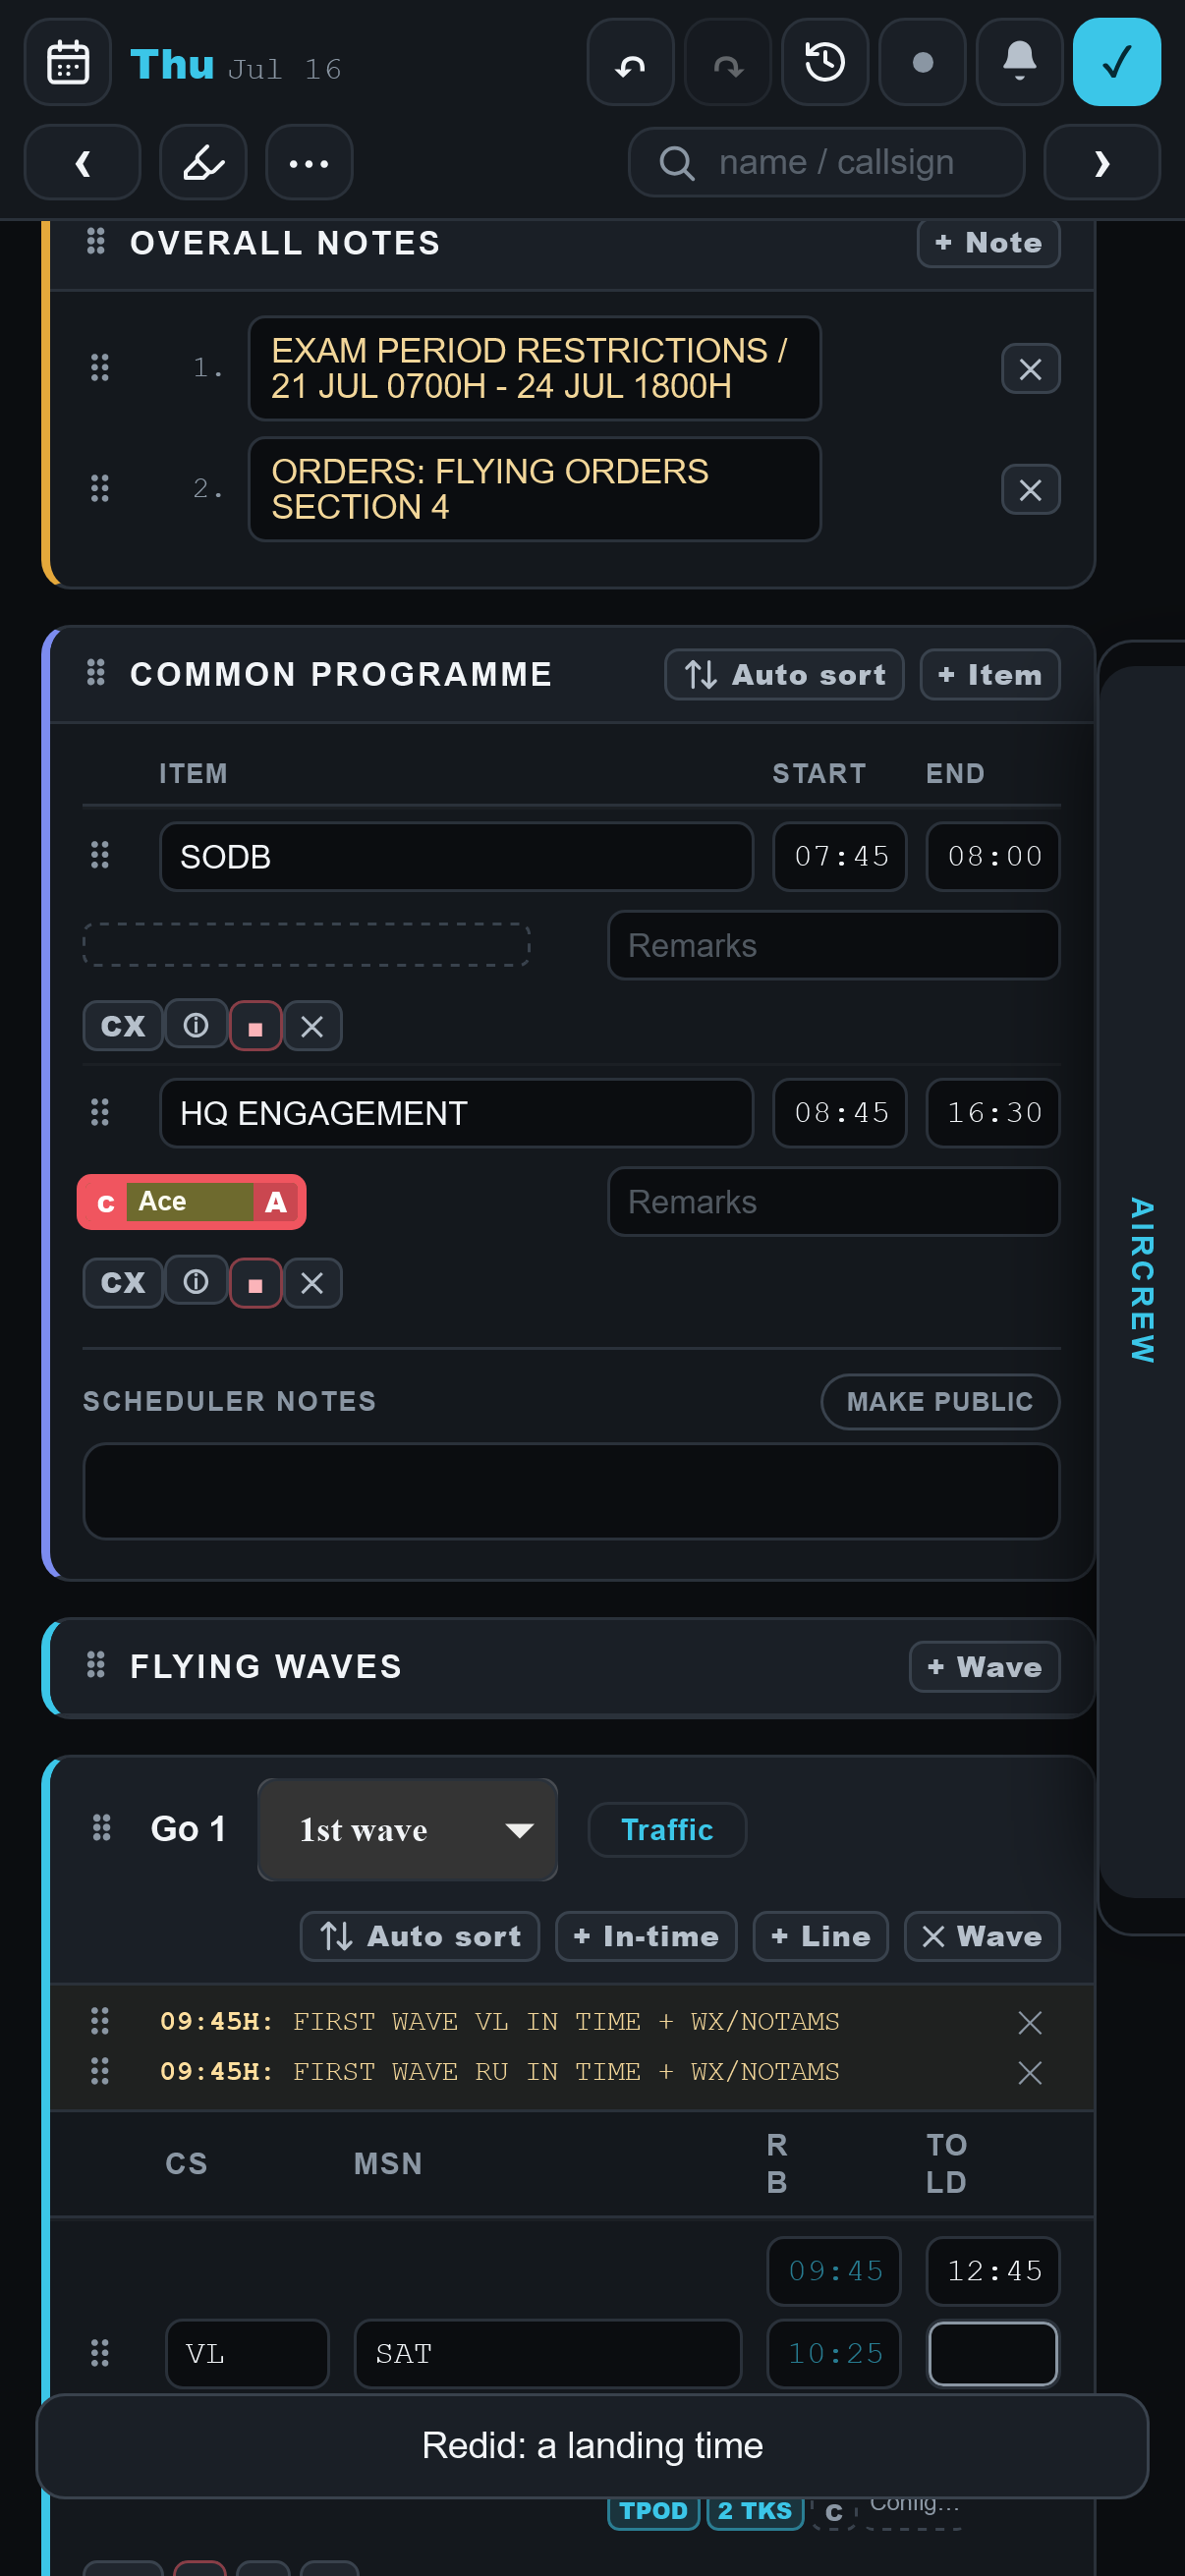 Thu Jul 16
name / callsign
OVERALL NOTES
+ Note
1.
EXAM PERIOD RESTRICTIONS /
21 JUL 0700H - 24 JUL 1800H
2.
ORDERS: FLYING ORDERS
SECTION 4
COMMON PROGRAMME
Auto sort
+ Item
ITEM START END
SODB 07:45 08:00
Remarks
CX
HQ ENGAGEMENT 08:45 16:30
c Ace A
Remarks
CX
AIRCREW
SCHEDULER NOTES
MAKE PUBLIC
FLYING WAVES
+ Wave
Go 1
1st wave
Traffic
Auto sort
+ In-time
+ Line
Wave
09:45H: FIRST WAVE VL IN TIME + WX/NOTAMS
09:45H: FIRST WAVE RU IN TIME + WX/NOTAMS
CS MSN R B TO LD
09:45 12:45
VL SAT 10:25
Redid: a landing time
TPOD 2 TKS C Config...